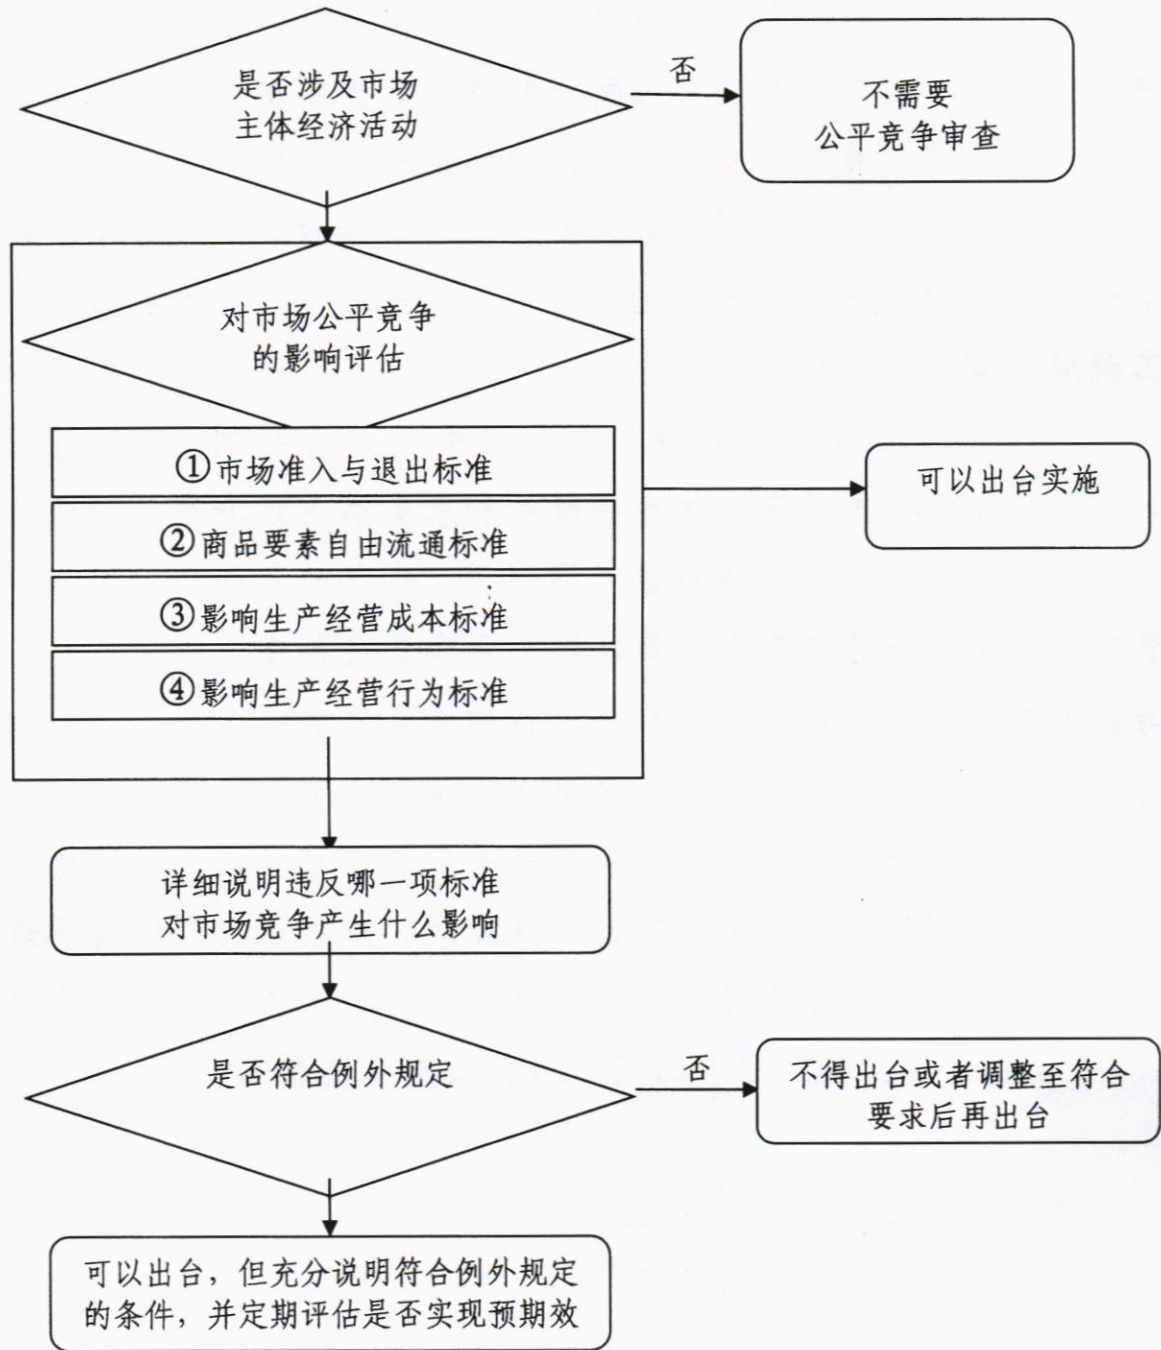 是否涉及市场
主体经济活动
否
不需要
公平竞争审查
对市场公平竞争
的影响评估
①市场准入与退出标准
②商品要素自由流通标准
③影响生产经营成本标准
④影响生产经营行为标准
可以出台实施
详细说明违反哪一项标准
对市场竞争产生什么影响
是否符合例外规定
否
不得出台或者调整至符合
要求后再出台
可以出台，但充分说明符合例外规定
的条件，并定期评估是否实现预期效